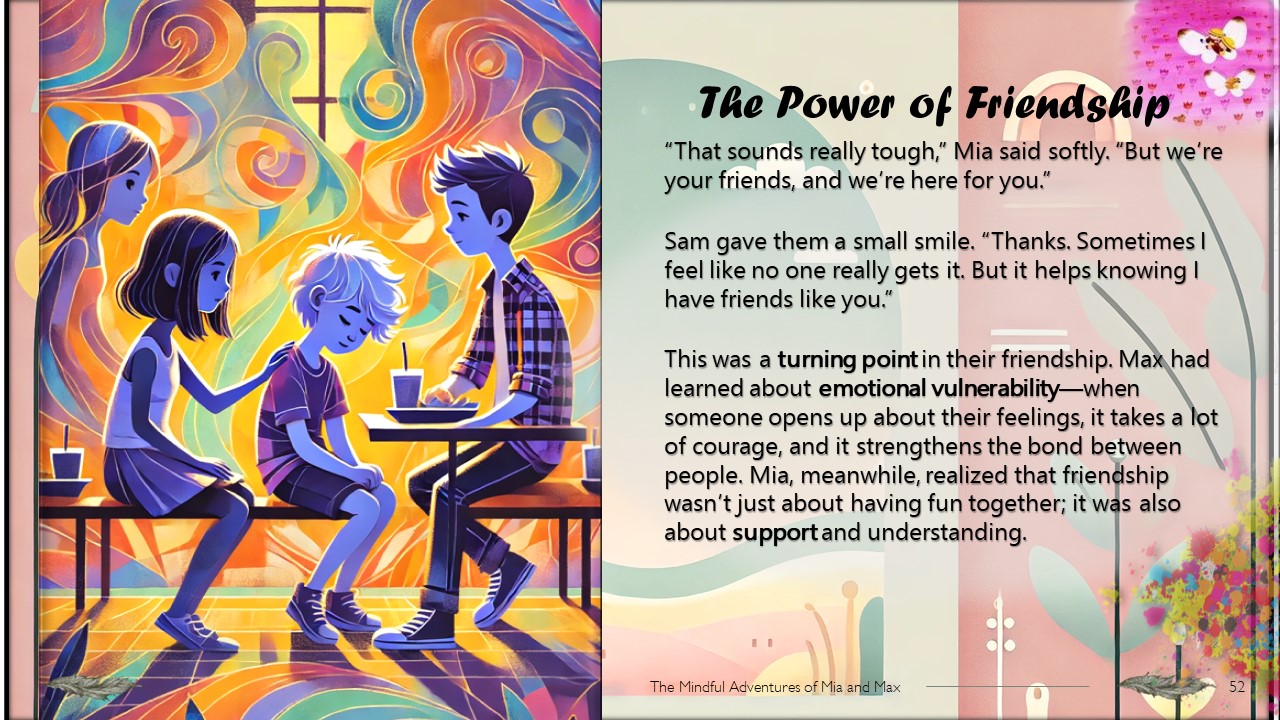 The Power of Friendship
“That sounds really tough,” Mia said softly. “But we’re
your friends, and we’re here for you.”
Sam gave them a small smile. “Thanks. Sometimes I
feel like no one really gets it. But it helps knowing I
have friends like you.”
This was a turning point in their friendship. Max had
learned about emotional vulnerability—when
someone opens up about their feelings, it takes a lot
of courage, and it strengthens the bond between
people. Mia, meanwhile, realized that friendship
wasn’t just about having fun together; it was also
about support and understanding.
The Mindful Adventures of Mia and Max
52